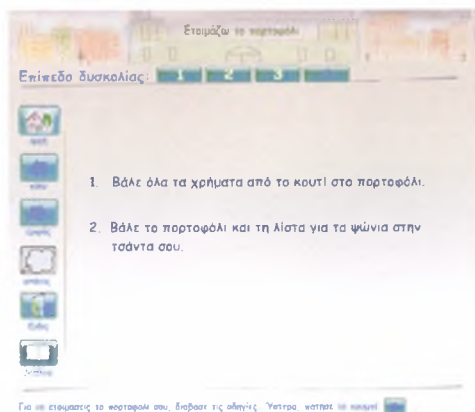 Ετοιμάζω το πορτοφόλι
Επίπεδο δυσκολίας: 1 2 3
1. Βάλε όλα τα χρήματα από το κουτί στο πορτοφόλι.
2. Βάλε το πορτοφόλι και τη λίστα για τα ψώνια στην
τσάντα σου.
Για να ετοιμάσεις το πορτοφόλι σου, διάβασε τις οδηγίες. Ύστερα, πάτησε το κουμπί